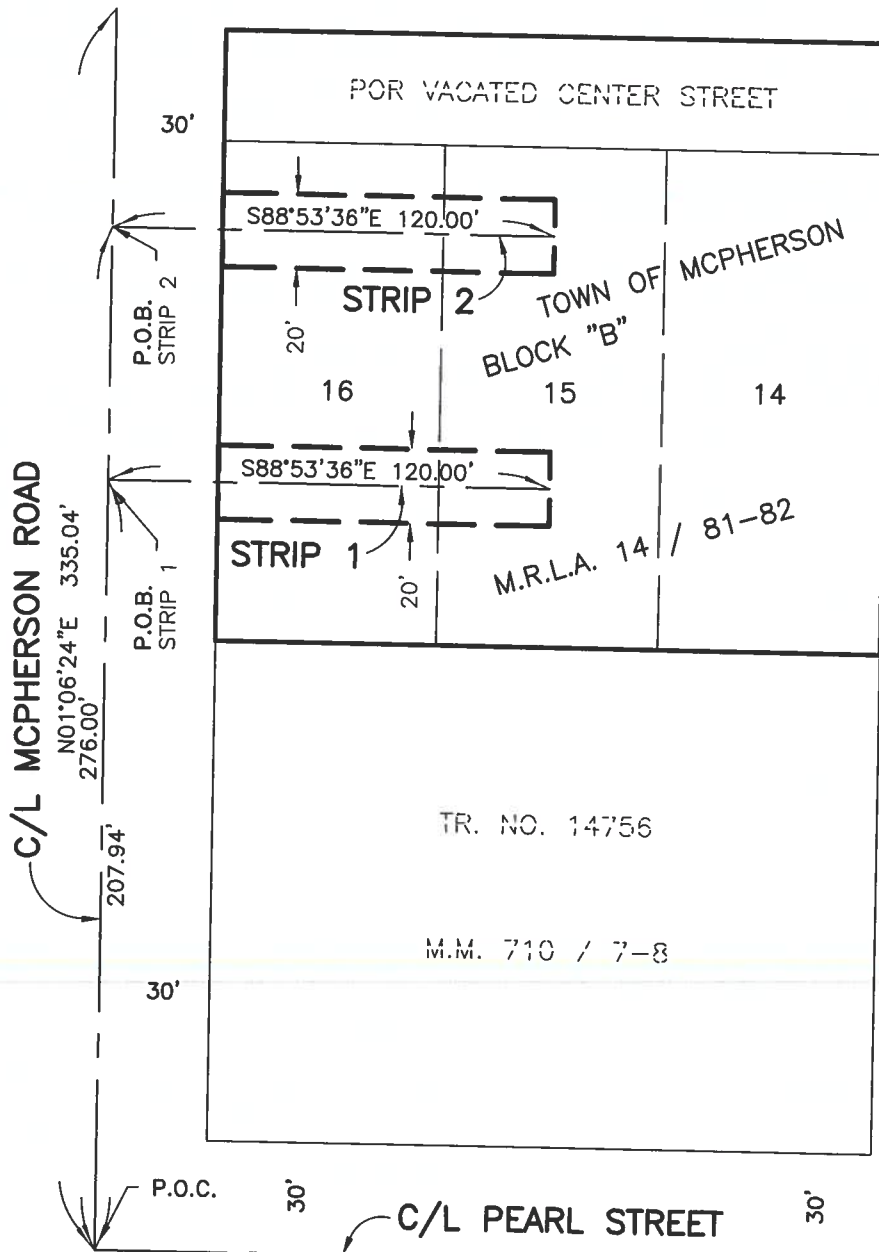 POR VACATED CENTER STREET
30'
S88°53'36"E 120.00'
P.O.B.
STRIP 2
STRIP 2
20'
TOWN OF MCPHERSON
BLOCK "B"
16
15
14
S88°53'36"E 120.00'
C/L MCPHERSON ROAD
N01°06'24"E 335.04'
276.00'
207.94'
P.O.B.
STRIP 1
STRIP 1
20'
M.R.L.A. 14 / 81-82
TR. NO. 14756
M.M. 710 / 7-8
30'
P.O.C.
30'
C/L PEARL STREET
30'